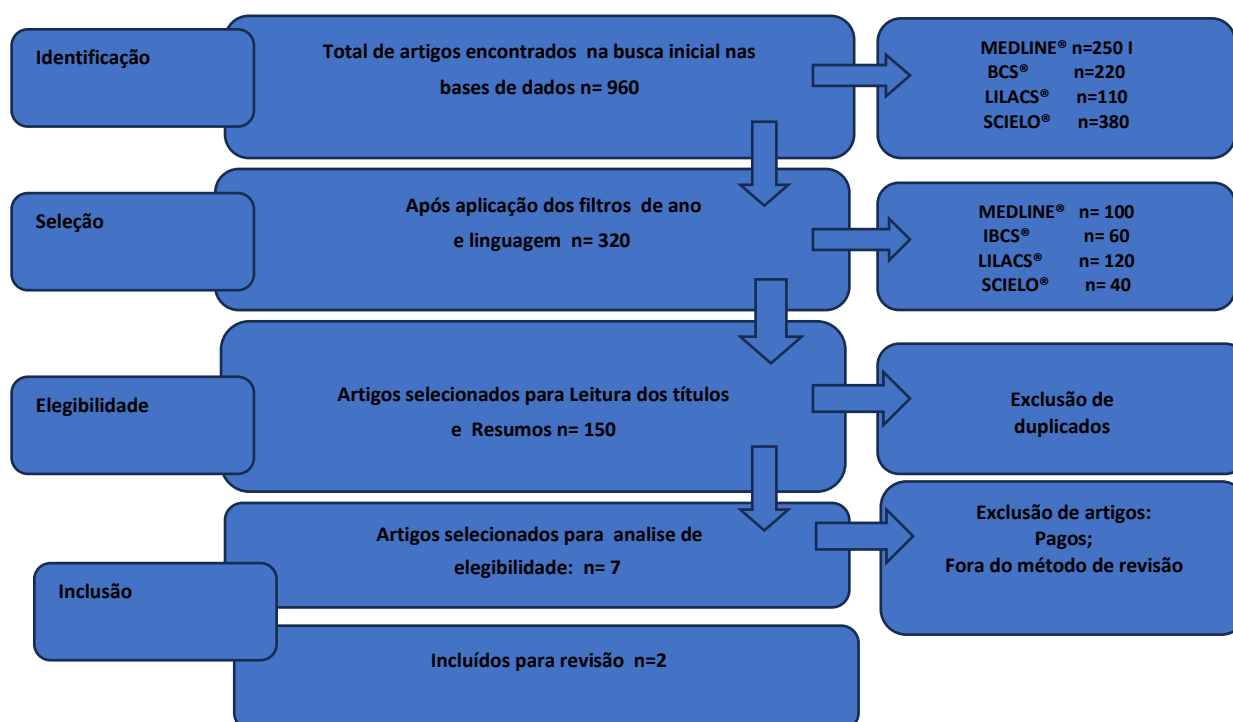 Identificação
Total de artigos encontrados na busca inicial nas
bases de dados n= 960
MEDLINE® n=250 I
BCS® n=220
LILACS® n=110
SCIELO® n=380
Seleção
Após aplicação dos filtros de ano
e linguagem n= 320
MEDLINE® n= 100
IBCS® n= 60
LILACS® n= 120
SCIELO® n= 40
Elegibilidade
Artigos selecionados para Leitura dos títulos
e Resumos n= 150
Exclusão de
duplicados
Artigos selecionados para analise de
elegibilidade: n= 7
Exclusão de artigos:
Pagos;
Fora do método de revisão
Inclusão
Incluídos para revisão n=2